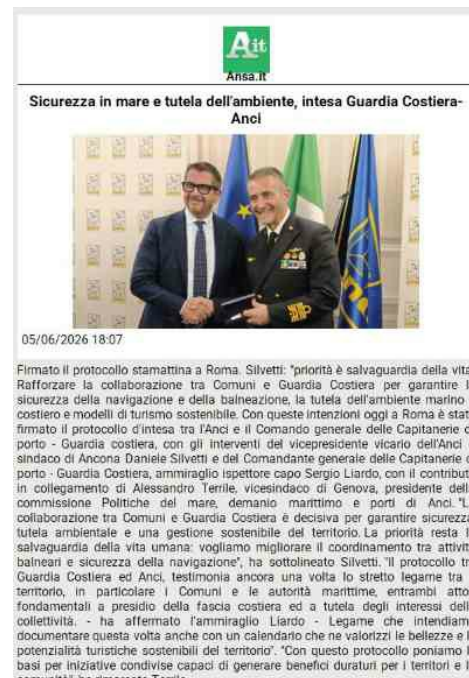 Ait
Ansa.it
Sicurezza in mare e tutela dell'ambiente, intesa Guardia Costiera-
Anci
05/06/2026 18:07
Firmato il protocollo stamattina a Roma. Silvetti: "priorità è salvaguardia della vita
Rafforzare la collaborazione tra Comuni e Guardia Costiera per garantire l
sicurezza della navigazione e della balneazione, la tutela dell'ambiente marino
costiero e modelli di turismo sostenibile. Con queste intenzioni oggi a Roma è stat
firmato il protocollo d'intesa tra l'Anci e il Comando generale delle Capitanerie d
porto - Guardia costiera, con gli interventi del vicepresidente vicario dell'Anci
sindaco di Ancona Daniele Silvetti e del Comandante generale delle Capitanerie d
porto - Guardia Costiera, ammiraglio ispettore capo Sergio Liardo, con il contribut
in collegamento di Alessandro Terrile, vicesindaco di Genova, presidente dell
commissione Politiche del mare, demanio marittimo e porti di Anci. "L
collaborazione tra Comuni e Guardia Costiera è decisiva per garantire sicurezza
tutela ambientale e una gestione sostenibile del territorio. La priorità resta l
salvaguardia della vita umana: vogliamo migliorare il coordinamento tra attivit
balneari e sicurezza della navigazione", ha sottolineato Silvetti. "Il protocollo tr
Guardia Costiera ed Anci, testimonia ancora una volta lo stretto legame tra
territorio, in particolare i Comuni e le autorità marittime, entrambi atto
fondamentali a presidio della fascia costiera ed a tutela degli interessi dell
collettività. - ha affermato l'ammiraglio Liardo - Legame che intendiam
documentare questa volta anche con un calendario che ne valorizzi le bellezze e l
potenzialità turistiche sostenibili del territorio". "Con questo protocollo poniamo l
basi per iniziative condivise capaci di generare benefici duraturi per i territori e l